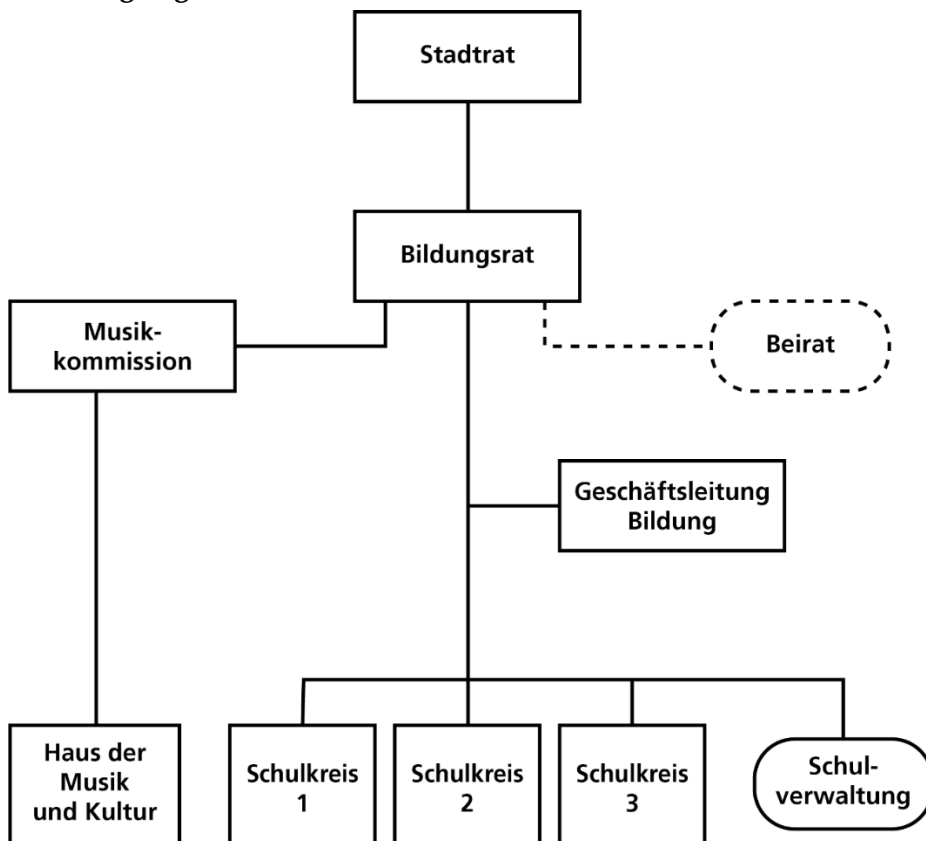 Stadtrat
Bildungsrat
Musik-
kommission
Beirat
Geschäftsleitung
Bildung
Haus der
Musik
und Kultur
Schulkreis
1
Schulkreis
2
Schulkreis
3
Schul-
verwaltung